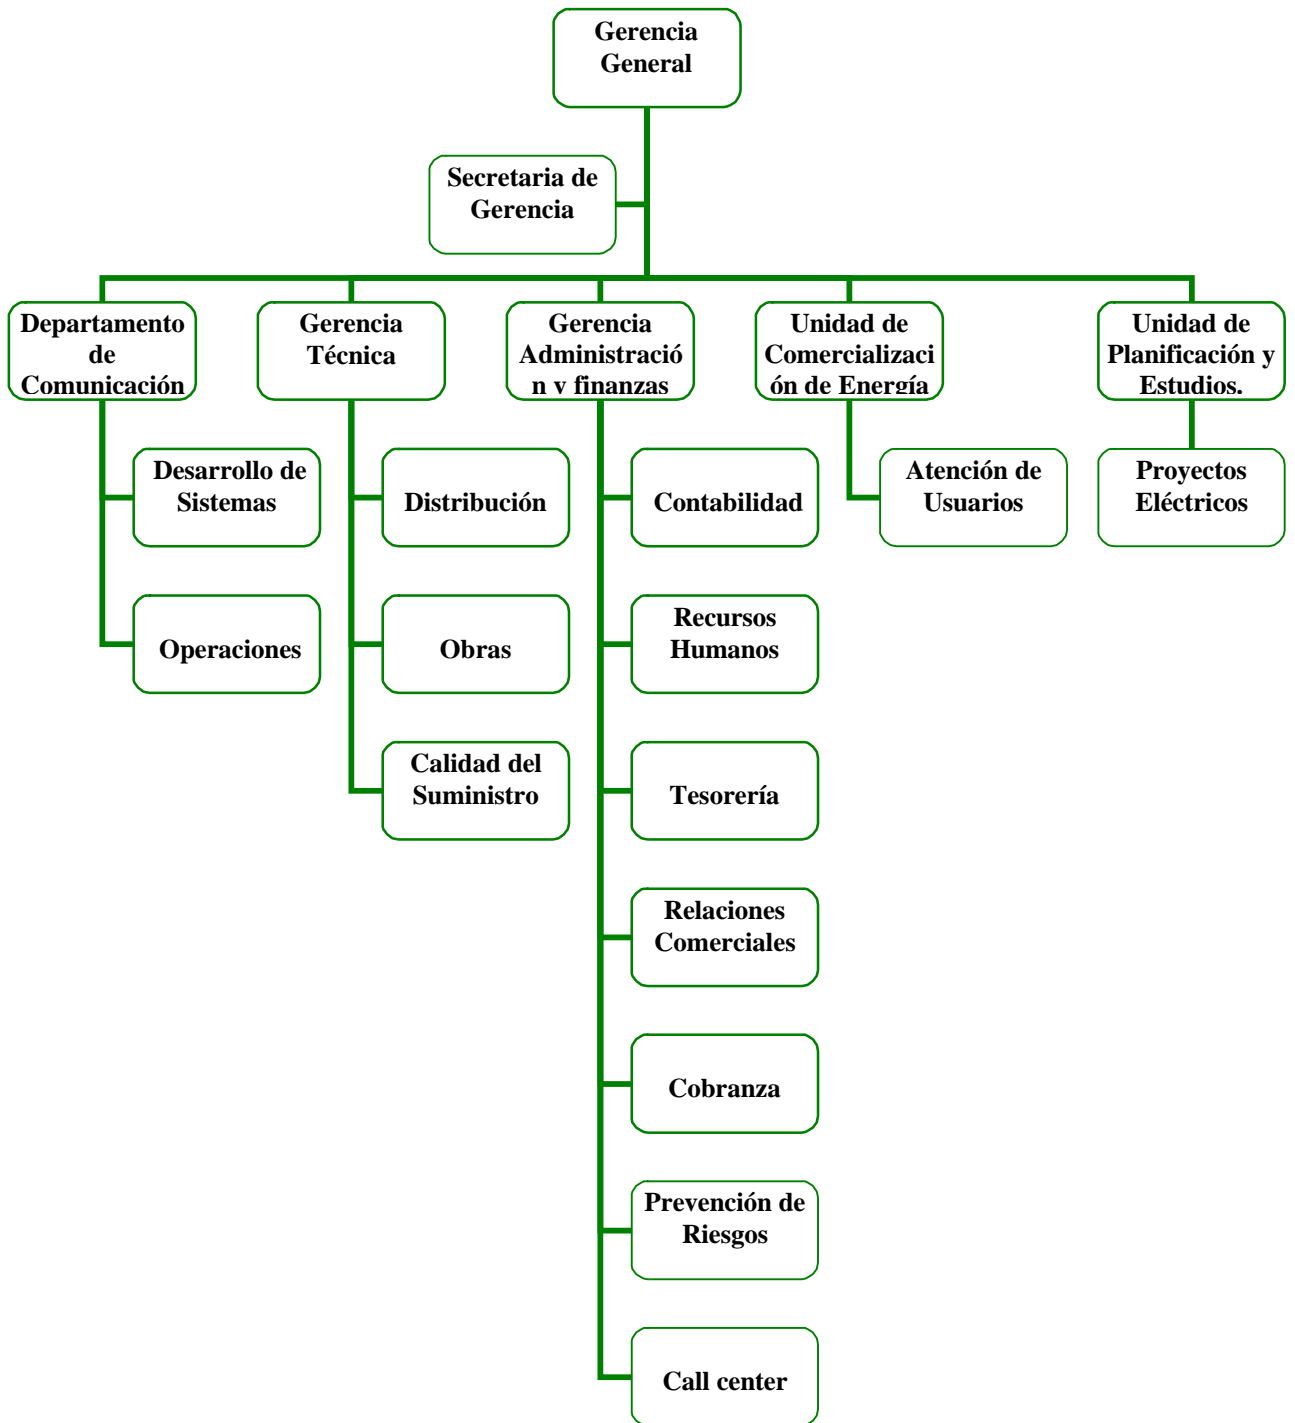 Gerencia
General
Secretaria de
Gerencia
Departamento
de
Comunicación
Gerencia
Técnica
Gerencia
Administració
n y finanzas
Unidad de
Comercializaci
ón de Energía
Unidad de
Planificación y
Estudios.
Desarrollo de
Sistemas
Distribución
Contabilidad
Atención de
Usuarios
Proyectos
Eléctricos
Operaciones
Obras
Recursos
Humanos
Calidad del
Suministro
Tesorería
Relaciones
Comerciales
Cobranza
Prevención de
Riesgos
Call center